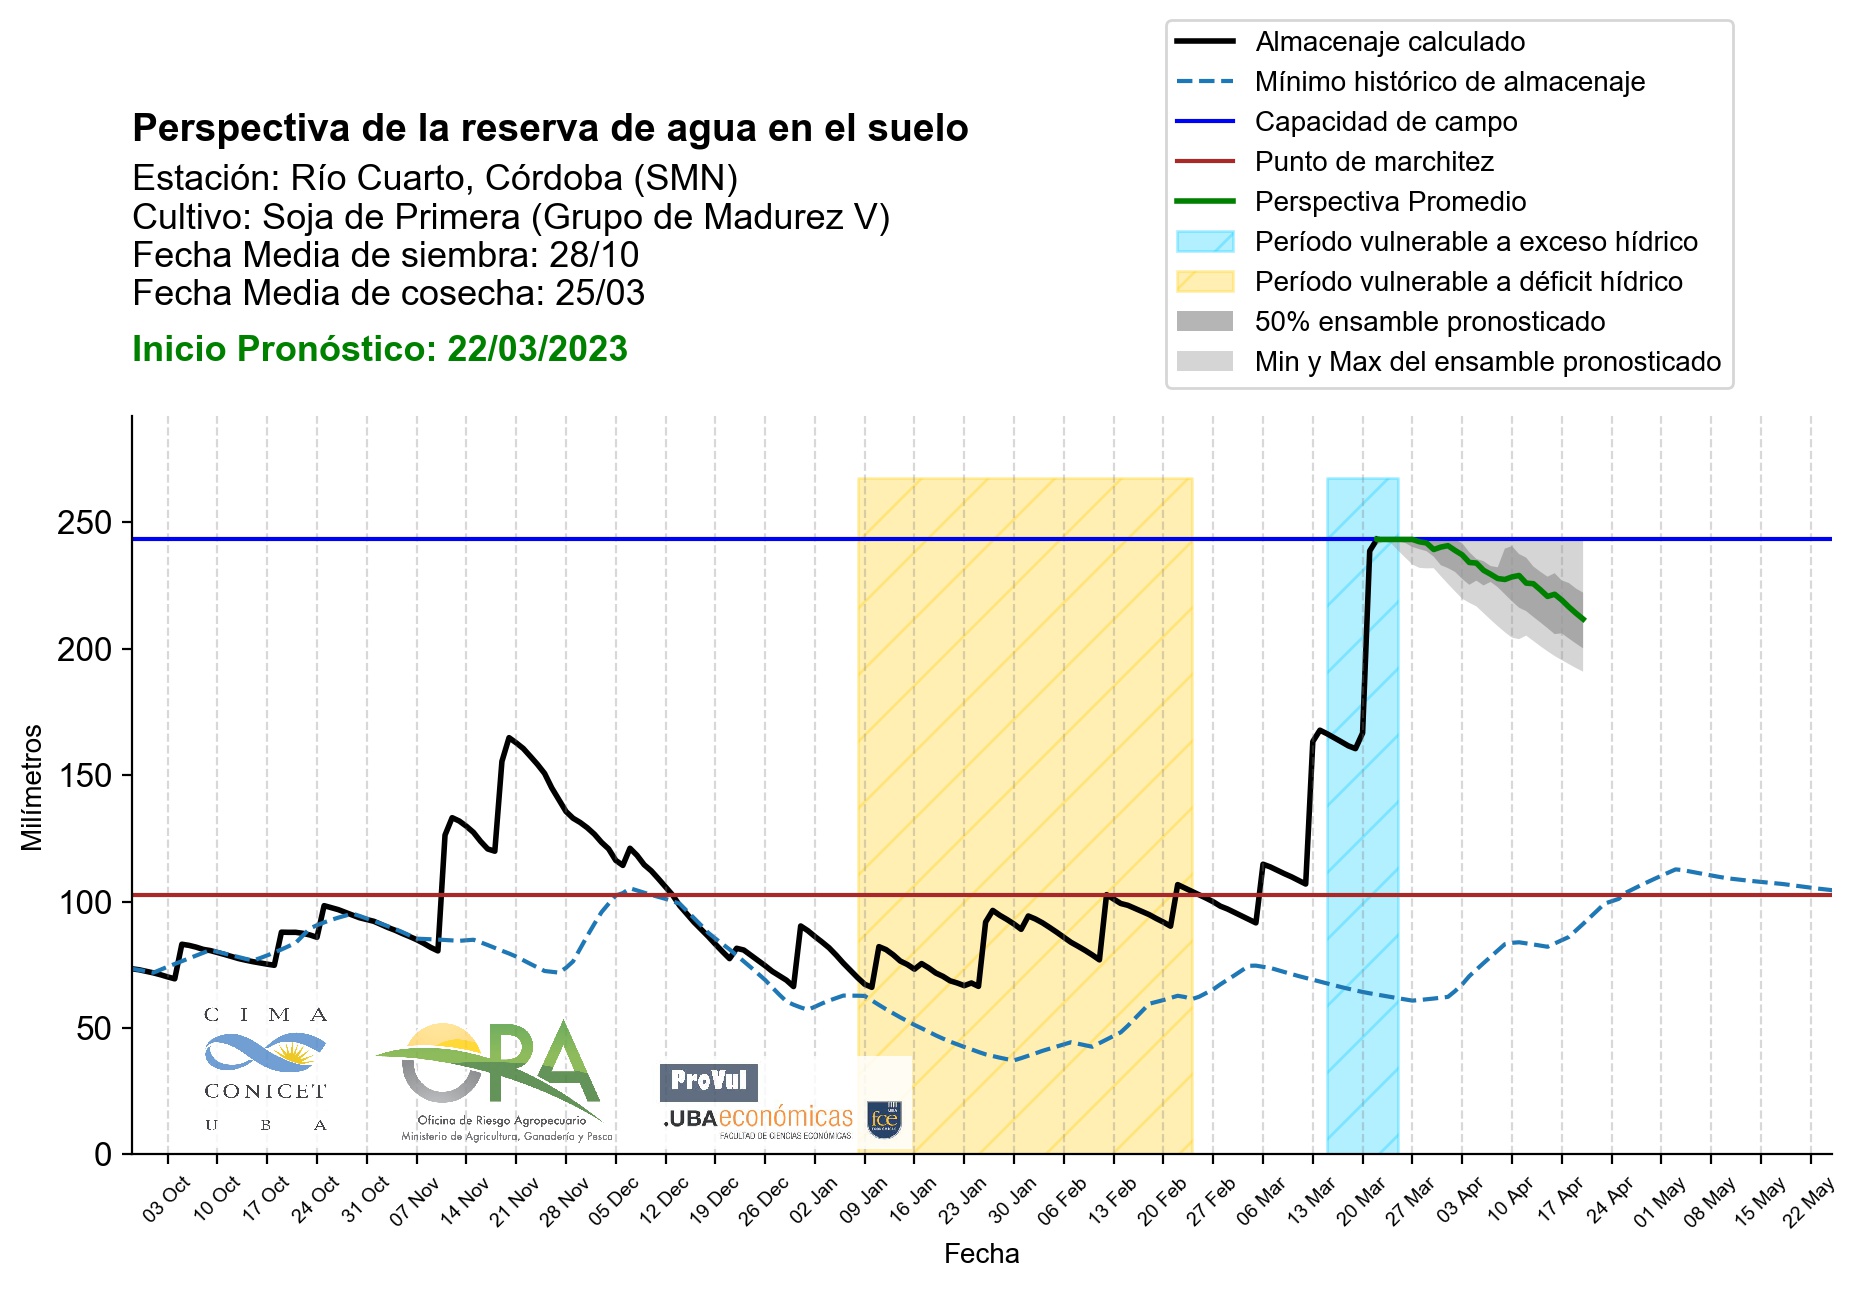 Almacenaje calculado
Mínimo histórico de almacenaje
Capacidad de campo
Punto de marchitez
Perspectiva Promedio
Período vulnerable a exceso hídrico
Período vulnerable a déficit hídrico
50% ensamble pronosticado
Min y Max del ensamble pronosticado
Perspectiva de la reserva de agua en el suelo
Estación: Río Cuarto, Córdoba (SMN)
Cultivo: Soja de Primera (Grupo de Madurez V)
Fecha Media de siembra: 28/10
Fecha Media de cosecha: 25/03
Inicio Pronóstico: 22/03/2023
Milímetros
250
200
150
100
50
0
CIMA
CONICET
UBA
ORA
Oficina de Riesgo Agropecuario
Ministerio de Agricultura, Ganadería y Pesca
ProVul
.UBAeconómicas
FACULTAD DE CIENCIAS ECONÓMICAS
fce
03 Oct
10 Oct
17 Oct
24 Oct
31 Oct
07 Nov
14 Nov
21 Nov
28 Nov
05 Dec
12 Dec
19 Dec
26 Dec
02 Jan
09 Jan
16 Jan
23 Jan
30 Jan
06 Feb
13 Feb
20 Feb
27 Feb
06 Mar
13 Mar
20 Mar
27 Mar
03 Apr
10 Apr
17 Apr
24 Apr
01 May
08 May
15 May
22 May
Fecha